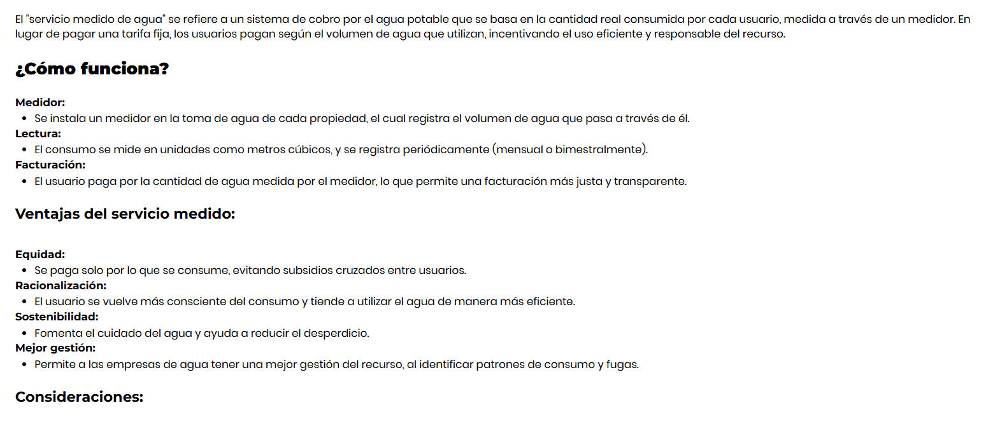 El "servicio medido de agua" se refiere a un sistema de cobro por el agua potable que se basa en la cantidad real consumida por cada usuario, medida a través de un medidor. En
lugar de pagar una tarifa fija, los usuarios pagan según el volumen de agua que utilizan, incentivando el uso eficiente y responsable del recurso.
¿Cómo funciona?
Medidor:
• Se instala un medidor en la toma de agua de cada propiedad, el cual registra el volumen de agua que pasa a través de él.
Lectura:
• El consumo se mide en unidades como metros cúbicos, y se registra periódicamente (mensual o bimestralmente).
Facturación:
• El usuario paga por la cantidad de agua medida por el medidor, lo que permite una facturación más justa y transparente.
Ventajas del servicio medido:
Equidad:
• Se paga solo por lo que se consume, evitando subsidios cruzados entre usuarios.
Racionalización:
• El usuario se vuelve más consciente del consumo y tiende a utilizar el agua de manera más eficiente.
Sostenibilidad:
• Fomenta el cuidado del agua y ayuda a reducir el desperdicio.
Mejor gestión:
• Permite a las empresas de agua tener una mejor gestión del recurso, al identificar patrones de consumo y fugas.
Consideraciones: